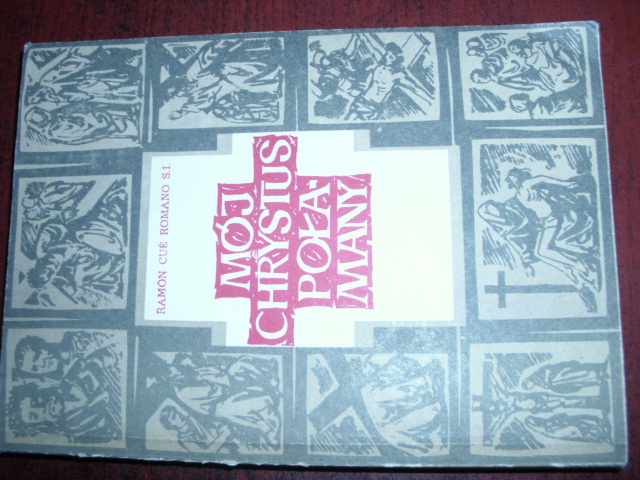 RAMÓN CUÉ ROMANO S.I.
MÓJ
CHRYSTUS
POŁA-
MANY